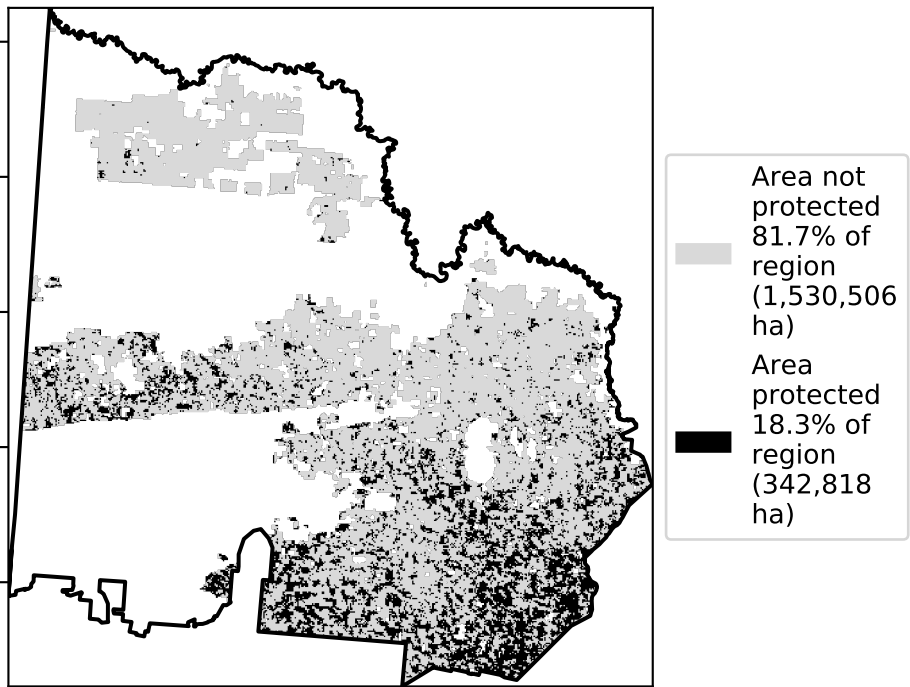 Area not
protected
81.7% of
region
(1,530,506
ha)
Area
protected
18.3% of
region
(342,818
ha)